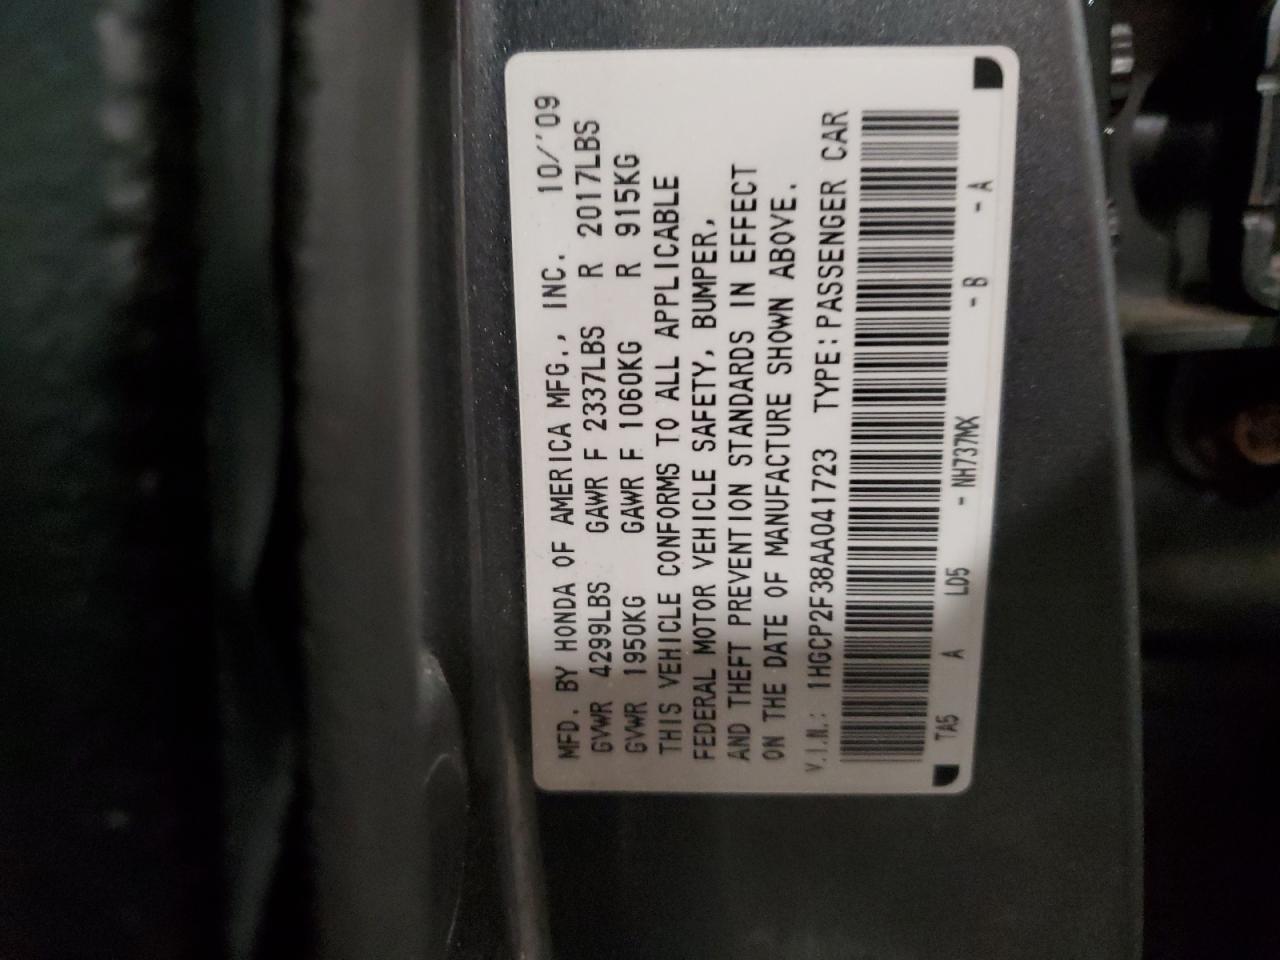 MFD. BY HONDA OF AMERICA MFG., INC. 10/'09
GVWR 4299LBS GAWR F 2337LBS R 2017LBS
GVWR 1950KG GAWR F 1060KG R 915KG
THIS VEHICLE CONFORMS TO ALL APPLICABLE
FEDERAL MOTOR VEHICLE SAFETY, BUMPER,
AND THEFT PREVENTION STANDARDS IN EFFECT
ON THE DATE OF MANUFACTURE SHOWN ABOVE.
V.I.N.: 1HGCP2F38AA041723 TYPE: PASSENGER CAR
TA5 A LD5 - NH737MX - B - A